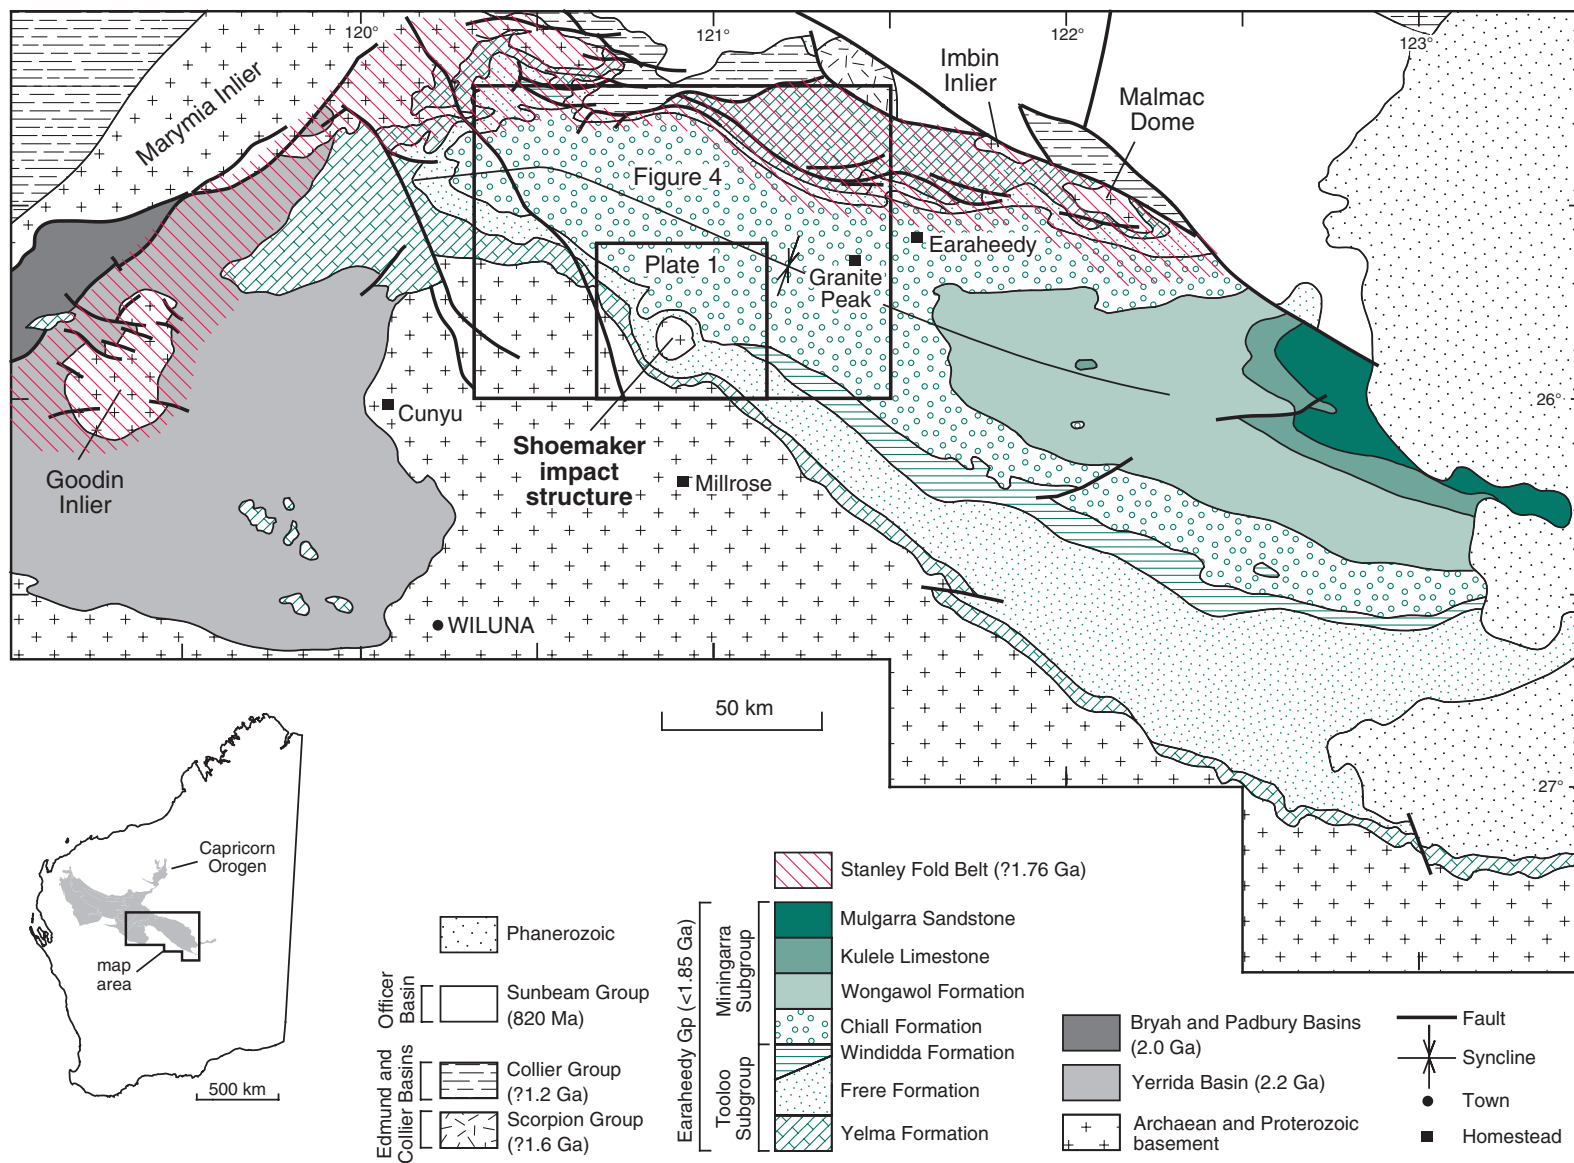 120°
121°
122°
123°
Marymia Inlier
Imbin
Inlier
Malmac
Dome
Figure 4
Earaheedy
Plate 1
Granite
Peak
26°
Cunyu
Shoemaker
impact
structure
Goodin
Inlier
Millrose
WILUNA
50 km
27°
Capricorn
Orogen
map
area
500 km
Phanerozoic
Officer
Basin
Sunbeam Group
(820 Ma)
Edmund and
Collier Basins
Collier Group
(?1.2 Ga)
Scorpion Group
(?1.6 Ga)
Stanley Fold Belt (?1.76 Ga)
Earaheedy Gp (<1.85 Ga)
Miningarra
Subgroup
Mulgarra Sandstone
Kulele Limestone
Wongawol Formation
Chiall Formation
Tooloo
Subgroup
Windidda Formation
Frere Formation
Yelma Formation
Bryah and Padbury Basins
(2.0 Ga)
Yerrida Basin (2.2 Ga)
Archaean and Proterozoic
basement
Fault
Syncline
Town
Homestead